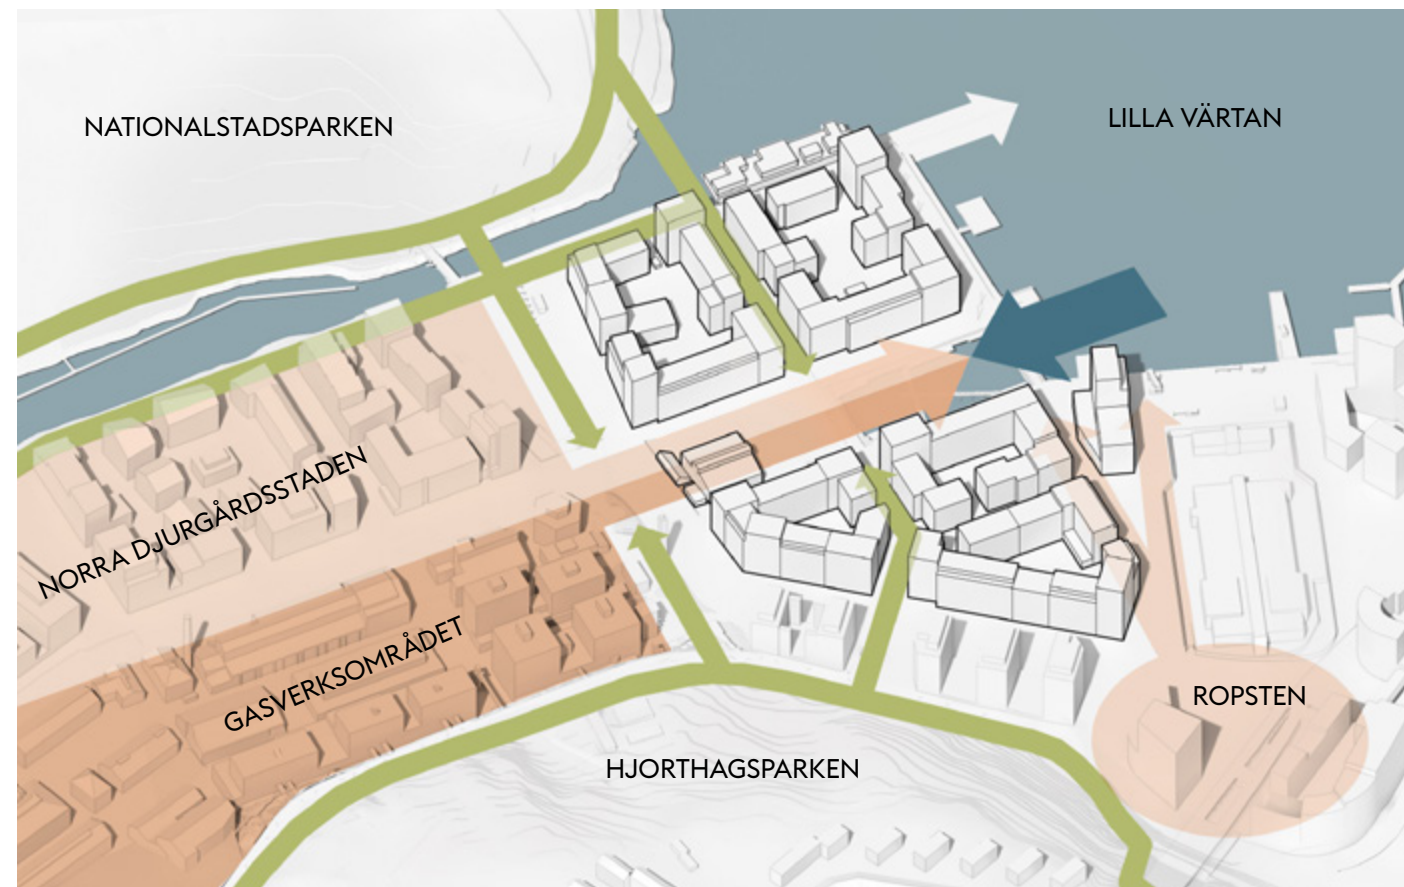 NATIONALSTADSPARKEN
LILLA VÄRTAN
NORRA DJURGÅRDSSTADEN
GASVERKSOMRÅDET
ROPSTEN
HJORTHAGSPARKEN